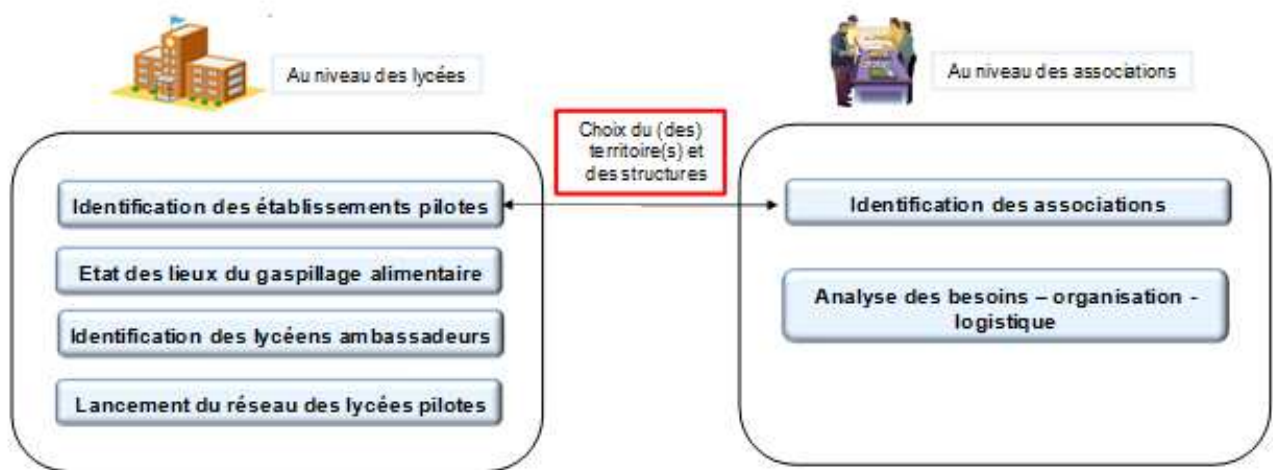 Au niveau des lycées
Au niveau des associations
Choix du (des)
territoire(s) et
des structures
Identification des établissements pilotes
Etat des lieux du gaspillage alimentaire
Identification des lycéens ambassadeurs
Lancement du réseau des lycées pilotes
Identification des associations
Analyse des besoins – organisation -
logistique